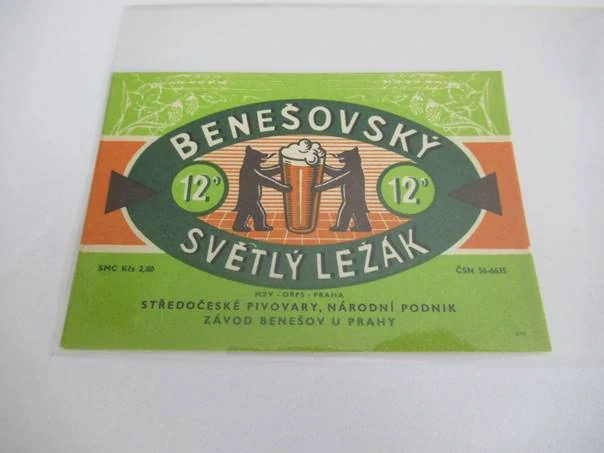 BENEŠOVSKÝ
12° 12°
SVĚTLÝ LEŽÁK
SMC Kčs 2,80 ČSN 56-6635
MZV - OŘPS - PRAHA
STŘEDOČESKÉ PIVOVARY, NÁRODNÍ PODNIK
ZÁVOD BENEŠOV U PRAHY